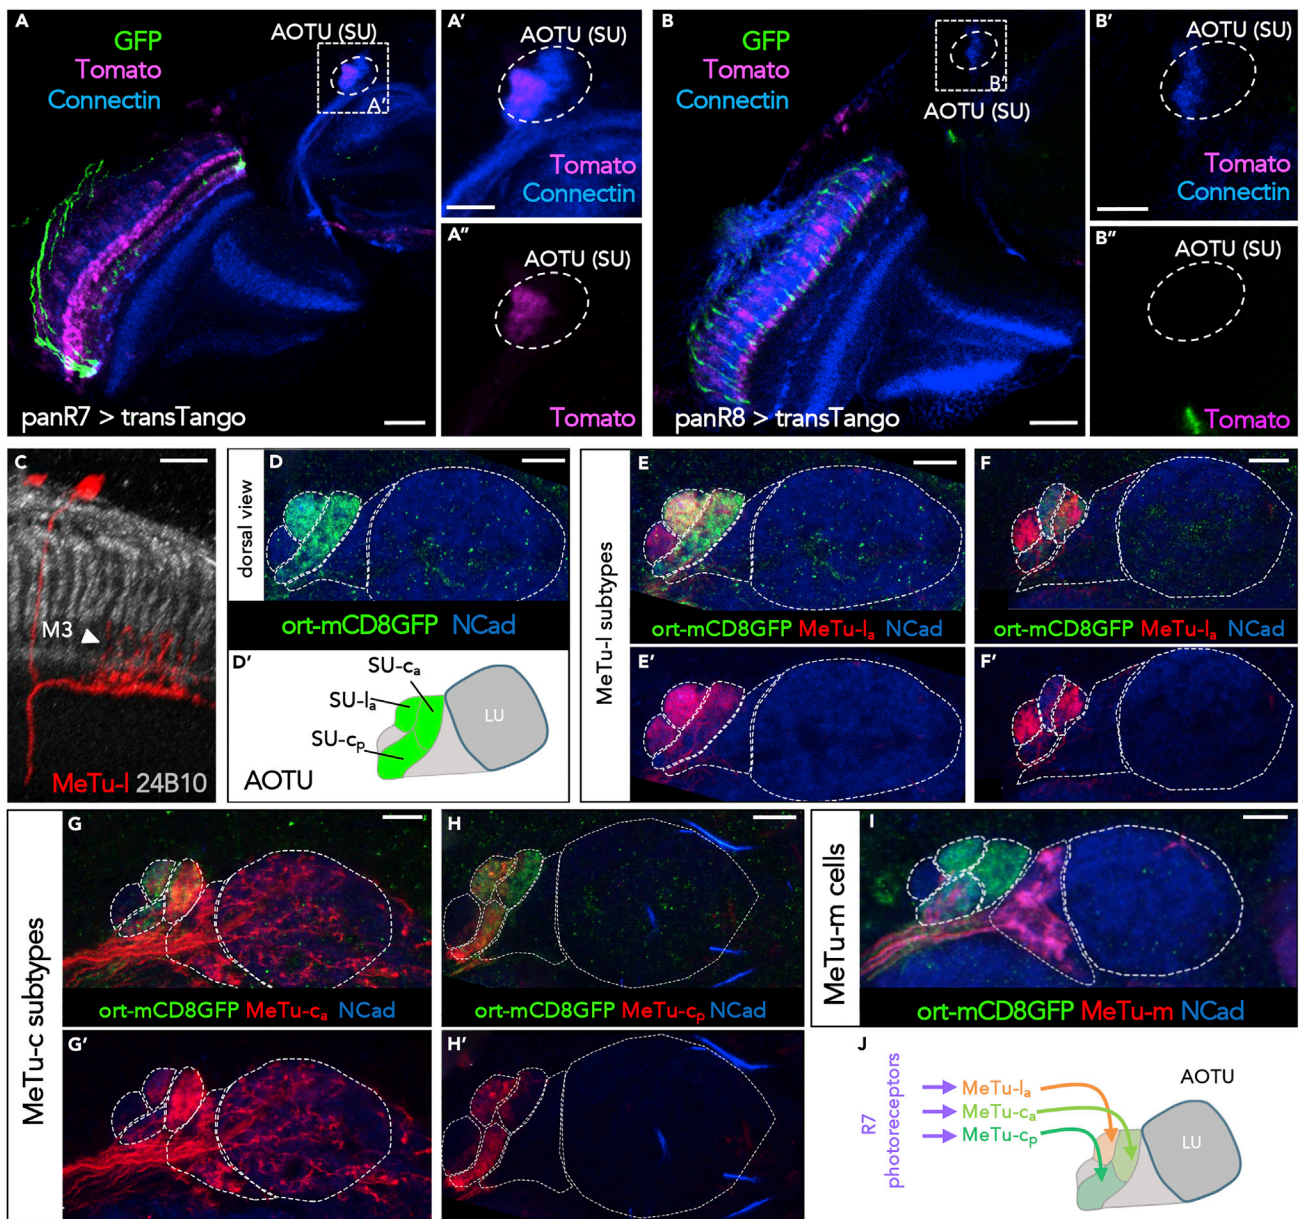 A
GFP
Tomato
Connectin
AOTU (SU)
A'
panR7 > transTango
A'
AOTU (SU)
Tomato
Connectin
A"
AOTU (SU)
Tomato
B
GFP
Tomato
Connectin
B'
AOTU (SU)
panR8 > transTango
B'
AOTU (SU)
Tomato
Connectin
B"
AOTU (SU)
Tomato
C
M3
MeTu-l 24B10
dorsal view
D
ort-mCD8GFP NCad
D'
SU-ca
SU-la
SU-cp
LU
AOTU
MeTu-l subtypes
E
ort-mCD8GFP MeTu-la NCad
E'
F
ort-mCD8GFP MeTu-la NCad
F'
MeTu-c subtypes
G
ort-mCD8GFP MeTu-ca NCad
G'
H
ort-mCD8GFP MeTu-cp NCad
H'
MeTu-m cells
I
ort-mCD8GFP MeTu-m NCad
J
R7
photoreceptors
MeTu-la
MeTu-ca
MeTu-cp
AOTU
LU